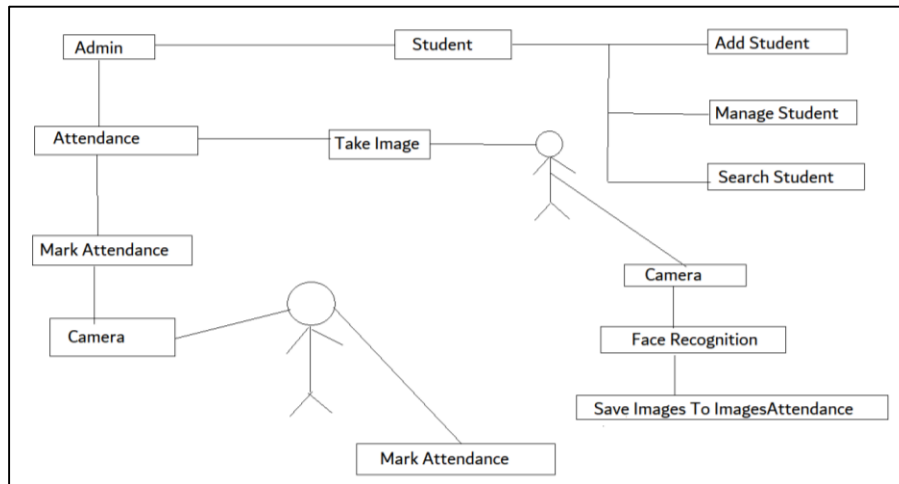 Admin
Student
Add Student
Attendance
Take Image
Manage Student
Search Student
Mark Attendance
Camera
Camera
Face Recognition
Save Images To ImagesAttendance
Mark Attendance